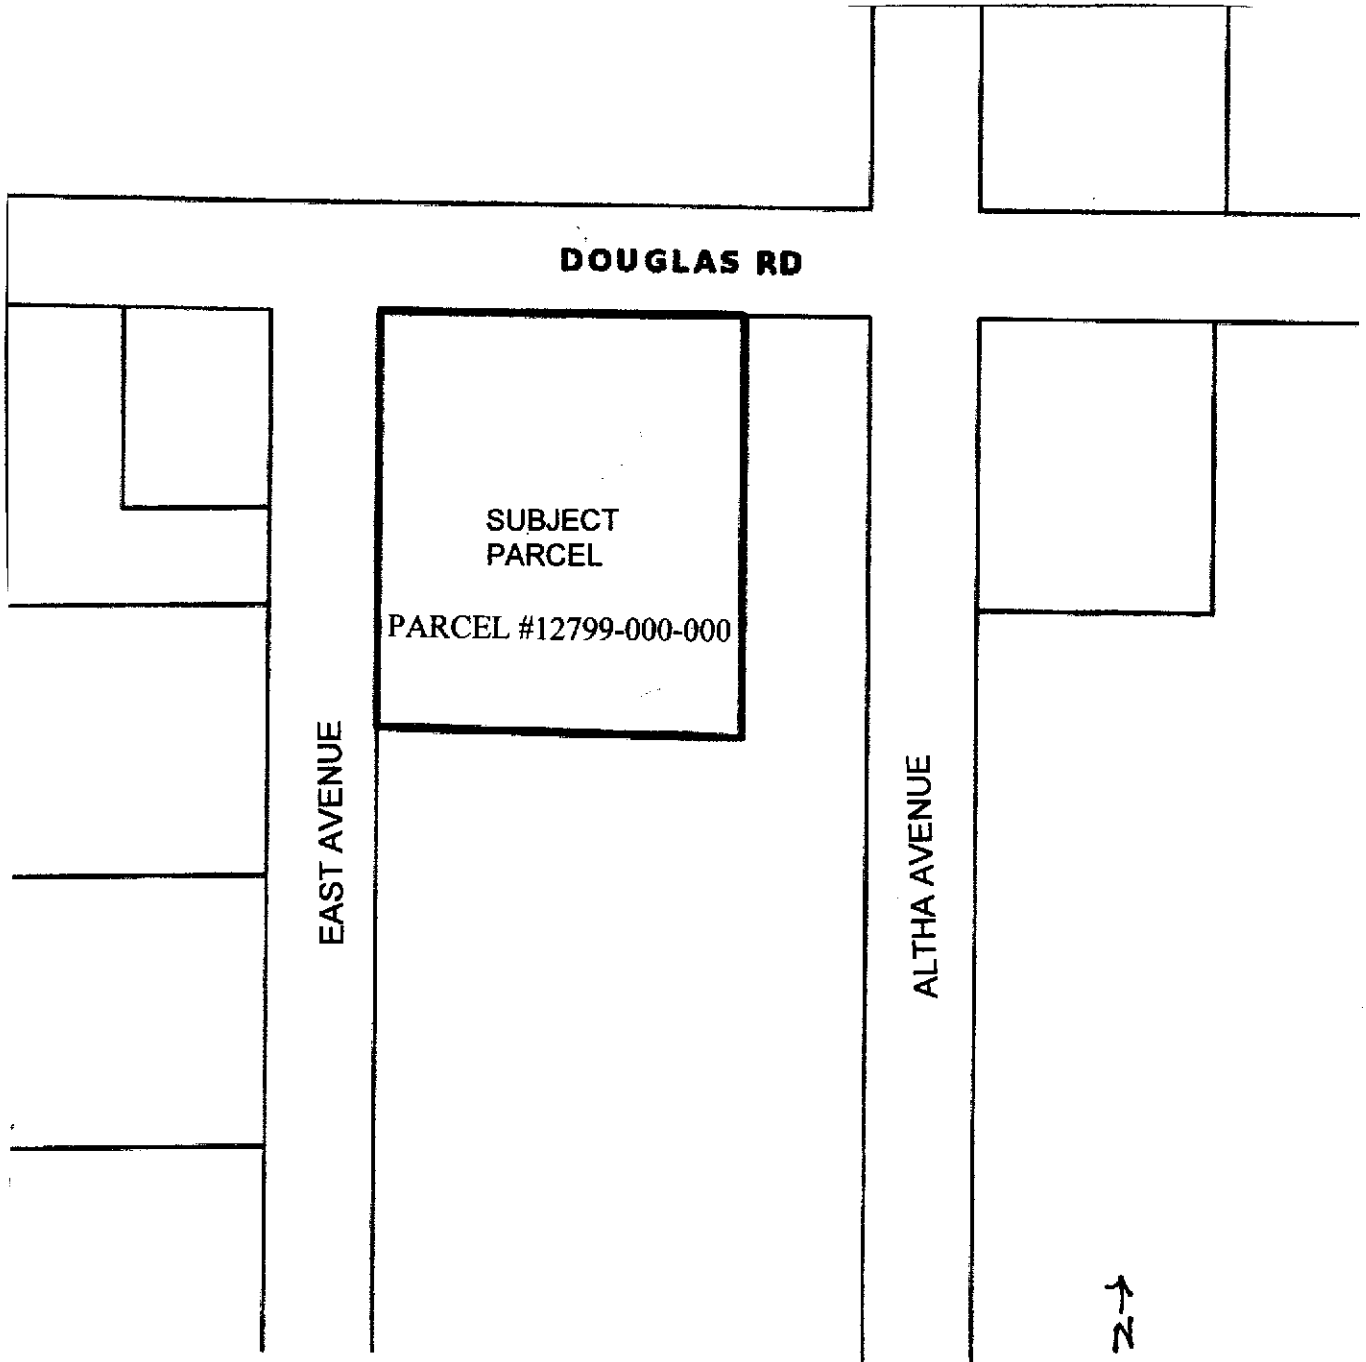 DOUGLAS RD
SUBJECT
PARCEL
PARCEL #12799-000-000
EAST AVENUE
ALTHA AVENUE
N